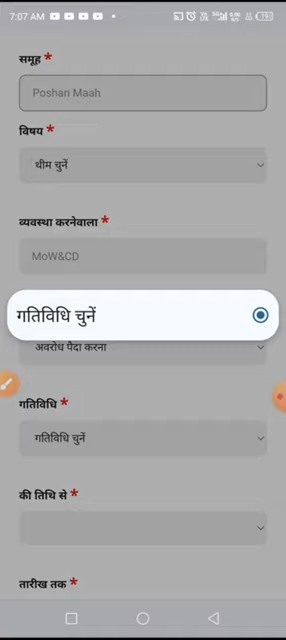 7:07 AM
समूह *
Poshan Maah
विषय *
थीम चुनें
व्यवस्था करनेवाला *
MoW&CD
गतिविधि चुनें
अवरोध पैदा करना
गतिविधि *
गतिविधि चुनें
की तिथि से *
तारीख तक *